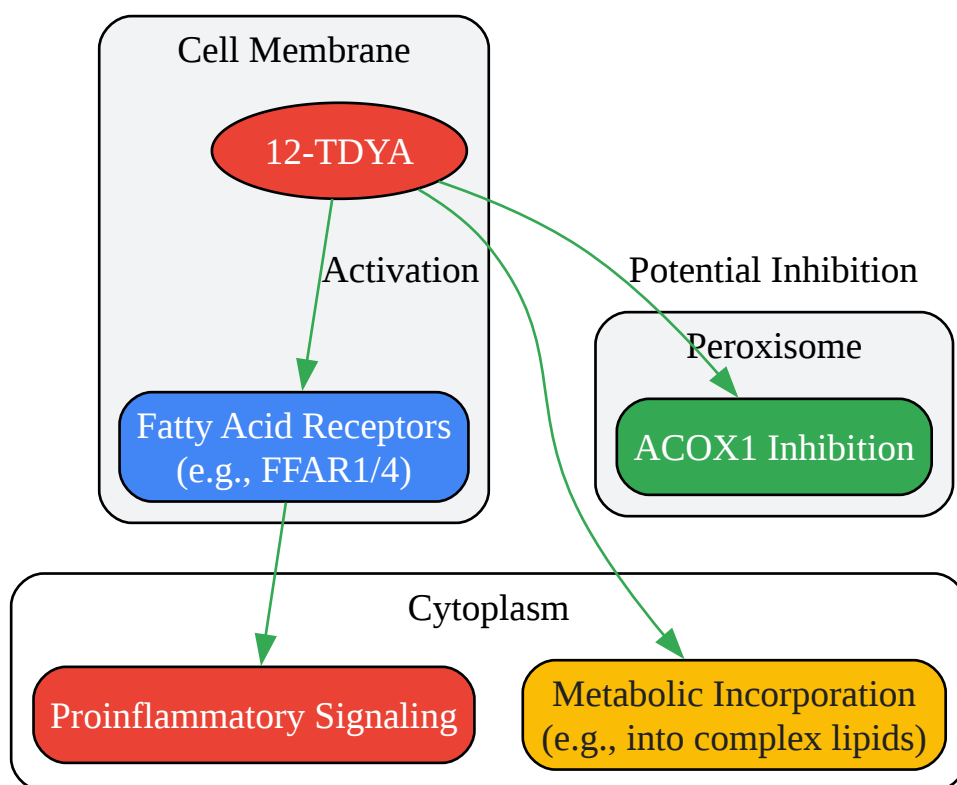 Cell Membrane
12-TDYA
Activation
Potential Inhibition
Peroxisome
Fatty Acid Receptors
(e.g., FFAR1/4)
ACOX1 Inhibition
Cytoplasm
Proinflammatory Signaling
Metabolic Incorporation
(e.g., into complex lipids)